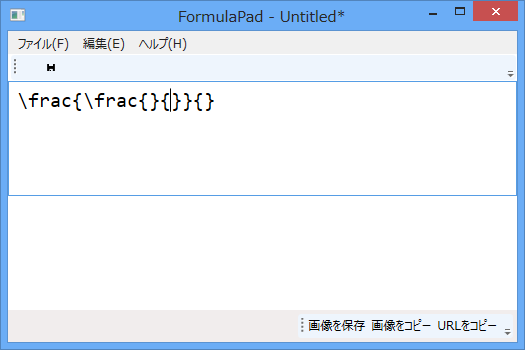 FormulaPad - Untitled*
ファイル(F) 編集(E) ヘルプ(H)
\frac{\frac{}{}}{}
画像を保存 画像をコピー URLをコピー